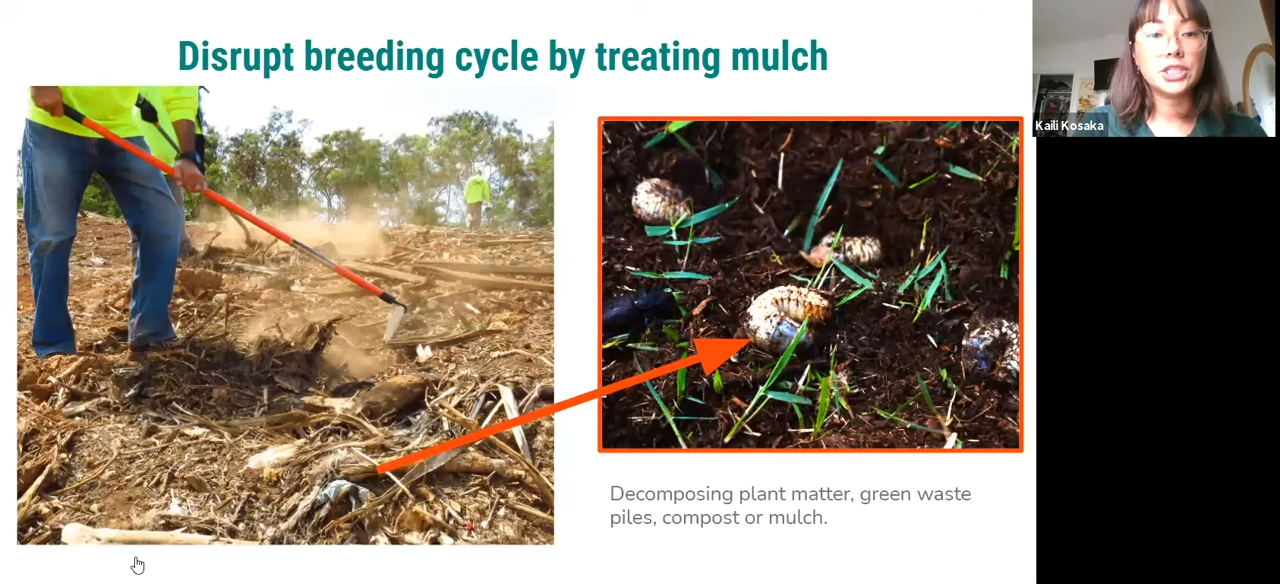 Disrupt breeding cycle by treating mulch
Kaili Kosaka
Decomposing plant matter, green waste
piles, compost or mulch.